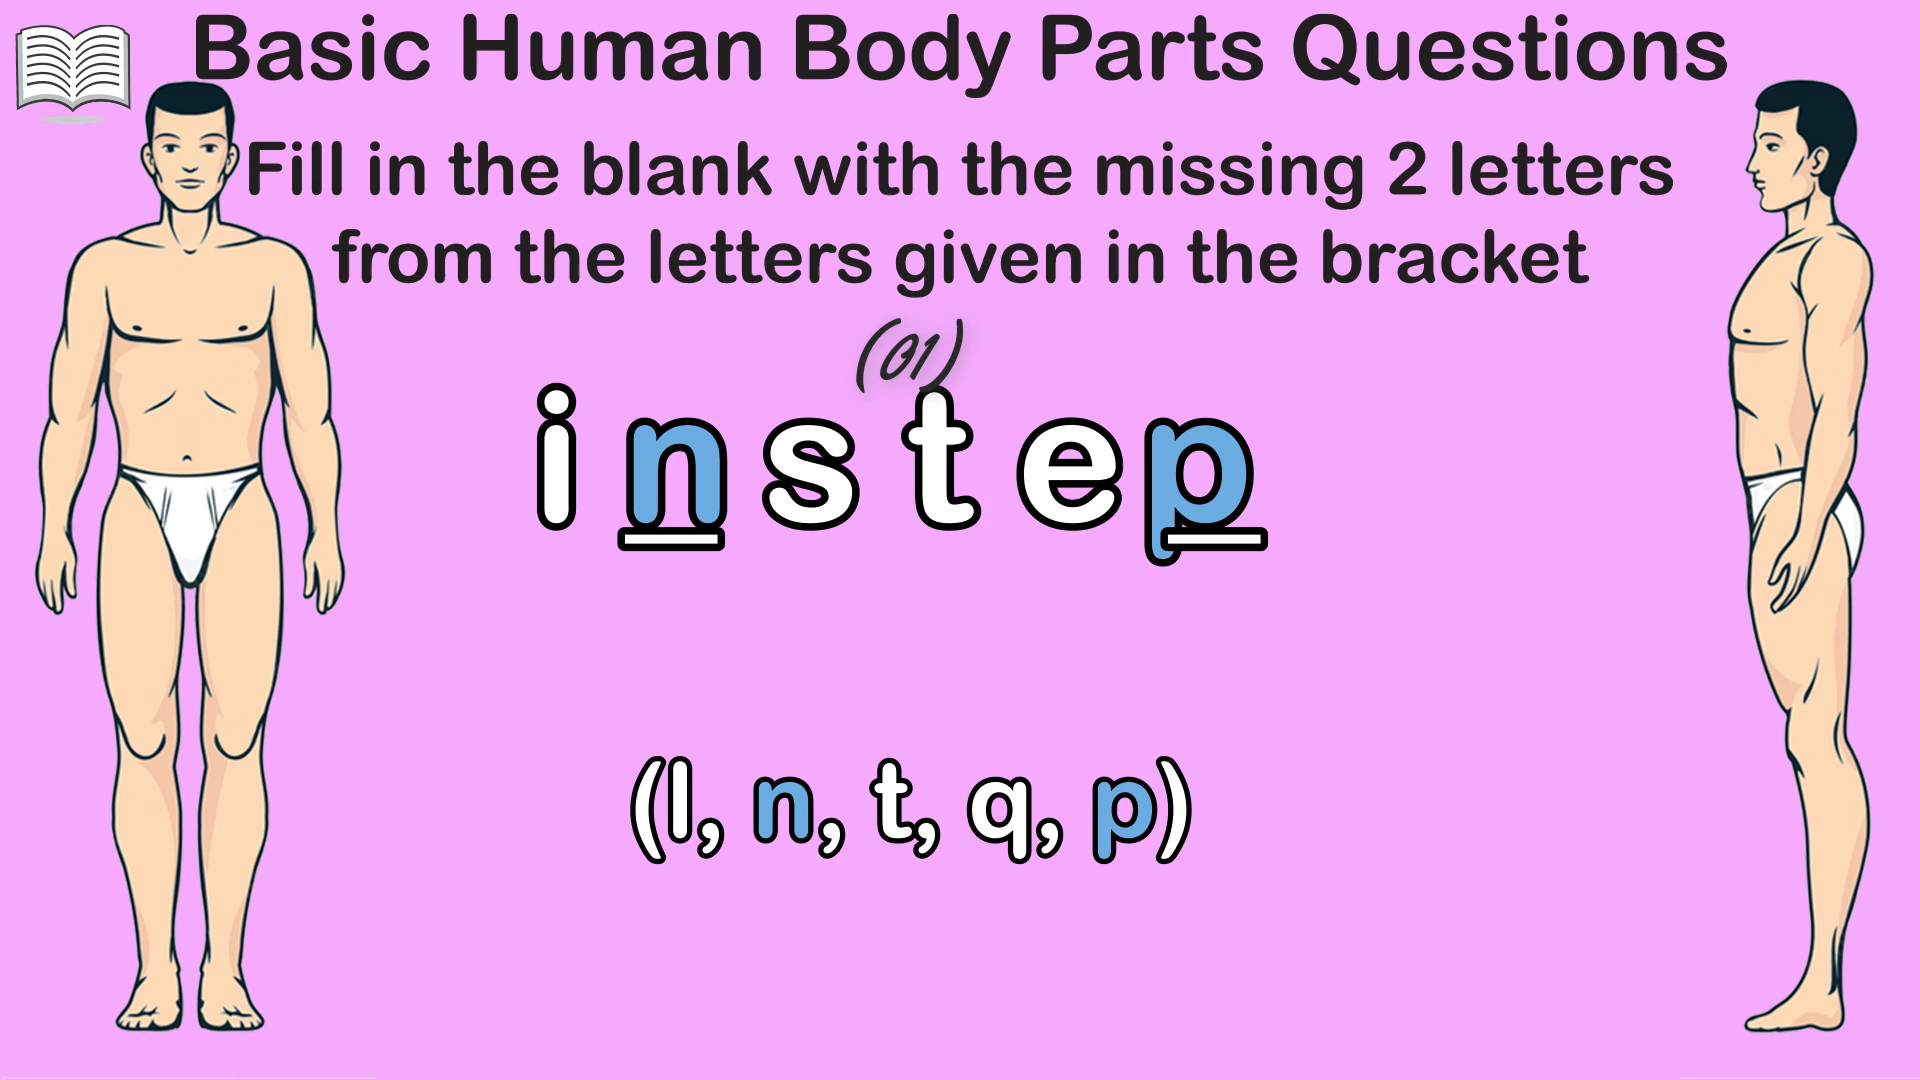 Basic Human Body Parts Questions
Fill in the blank with the missing 2 letters
from the letters given in the bracket
(01)
instep
(l, n, t, q, p)